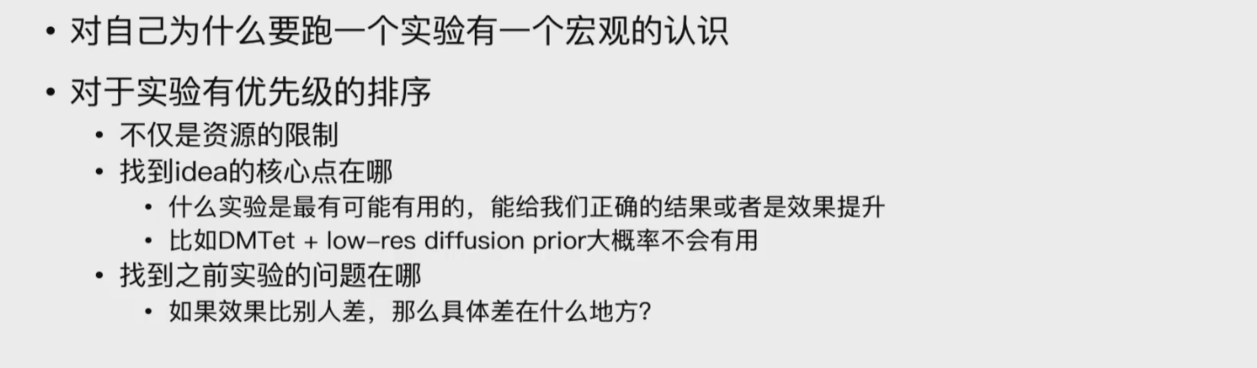 • 对自己为什么要跑一个实验有一个宏观的认识
• 对于实验有优先级的排序
• 不仅是资源的限制
• 找到idea的核心点在哪
• 什么实验是最有可能有用的，能给我们正确的结果或者是效果提升
• 比如DMTet + low-res diffusion prior大概率不会有用
• 找到之前实验的问题在哪
• 如果效果比别人差，那么具体差在什么地方？